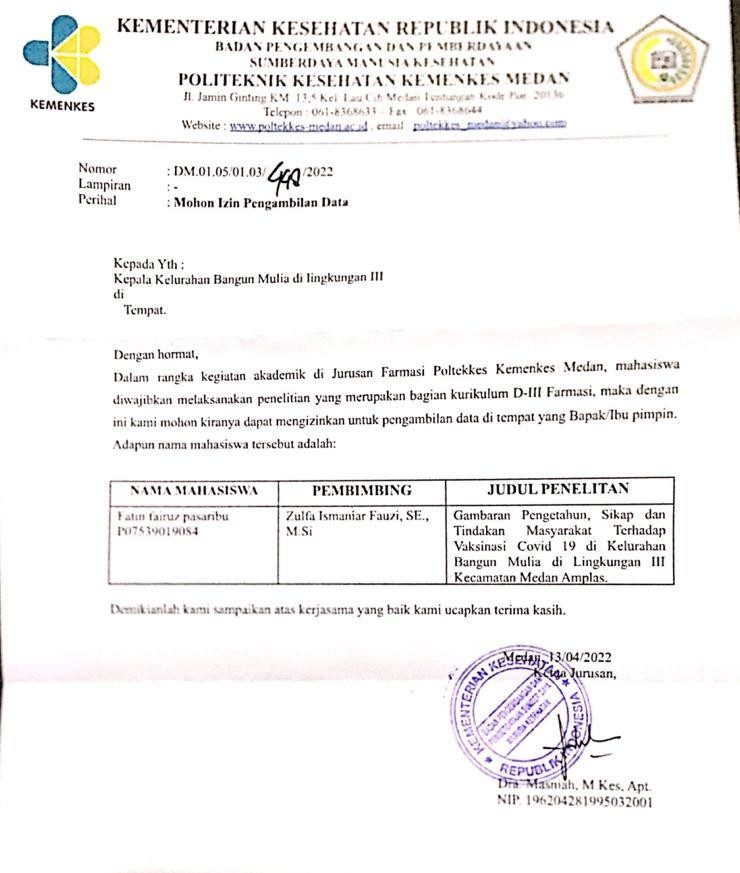 KEMENKES
KEMENTERIAN KESEHATAN REPUBLIK INDONESIA
BADAN PENGEMBANGAN DAN PEMBERDAYAAN
SUMBERDAYA MANUSIA KESEHATAN
POLITEKNIK KESEHATAN KEMENKES MEDAN
Jl. Jamin Ginting KM. 13,5 Kel. Lau Cih Medan Tuntungan Kode Pos 20136
Telepon : 061-8368633 – Fax 061-8368644
Website : www.poltekkes-medan.ac.id , email poltekkes_medan@yahoo.com
Nomor : DM.01.05/01.03/ /2022
Lampiran : -
Perihal : Mohon Izin Pengambilan Data
Kepada Yth :
Kepala Kelurahan Bangun Mulia di lingkungan III
di
Tempat.
Dengan hormat,
Dalam rangka kegiatan akademik di Jurusan Farmasi Poltekkes Kemenkes Medan, mahasiswa
diwajibkan melaksanakan penelitian yang merupakan bagian kurikulum D-III Farmasi, maka dengan
ini kami mohon kiranya dapat mengizinkan untuk pengambilan data di tempat yang Bapak/Ibu pimpin.
Adapun nama mahasiswa tersebut adalah:
NAMA MAHASISWA PEMBIMBING JUDUL PENELITAN
Fatin fairuz pasaribu Zulfa Ismaniar Fauzi, SE., Gambaran Pengetahun, Sikap dan
P07539019084 M.Si Tindakan Masyarakat Terhadap
Vaksinasi Covid 19 di Kelurahan
Bangun Mulia di Lingkungan III
Kecamatan Medan Amplas.
Demikianlah kami sampaikan atas kerjasama yang baik kami ucapkan terima kasih.
Medan, 13/04/2022
Ketua Jurusan,
KEMENTERIAN KESEHATAN
BADAN PENGEMBANGAN DAN
PEMBERDAYAAN SUMBER DAYA
MANUSIA KESEHATAN
REPUBLIK INDONESIA
Dra. Masniah, M.Kes, Apt.
NIP. 196204281995032001